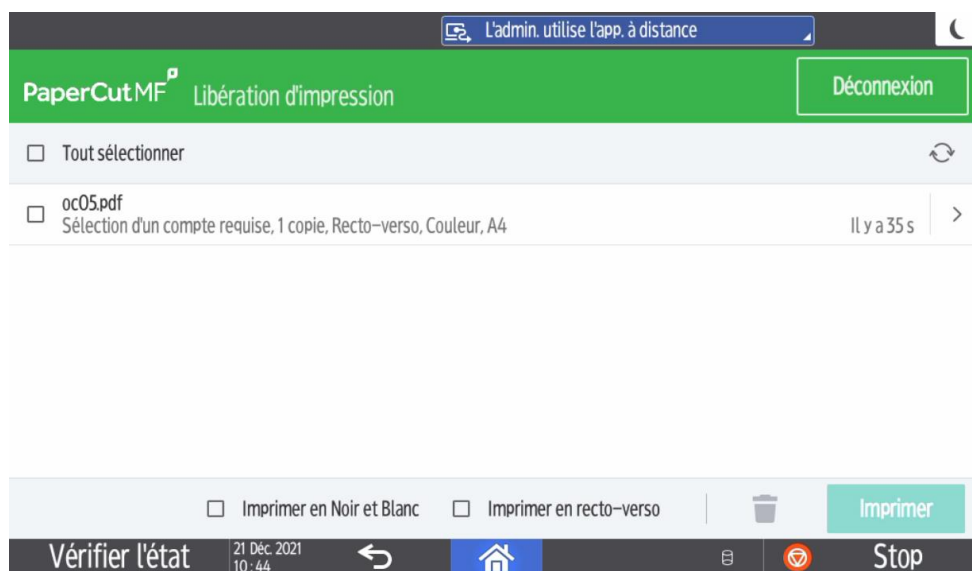 L'admin. utilise l'app. à distance
PaperCut MF Libération d'impression Déconnexion
Tout sélectionner
oc05.pdf
Sélection d'un compte requise, 1 copie, Recto-verso, Couleur, A4 Il y a 35 s
Imprimer en Noir et Blanc Imprimer en recto-verso Imprimer
Vérifier l'état 21 Déc. 2021 Stop
10:44